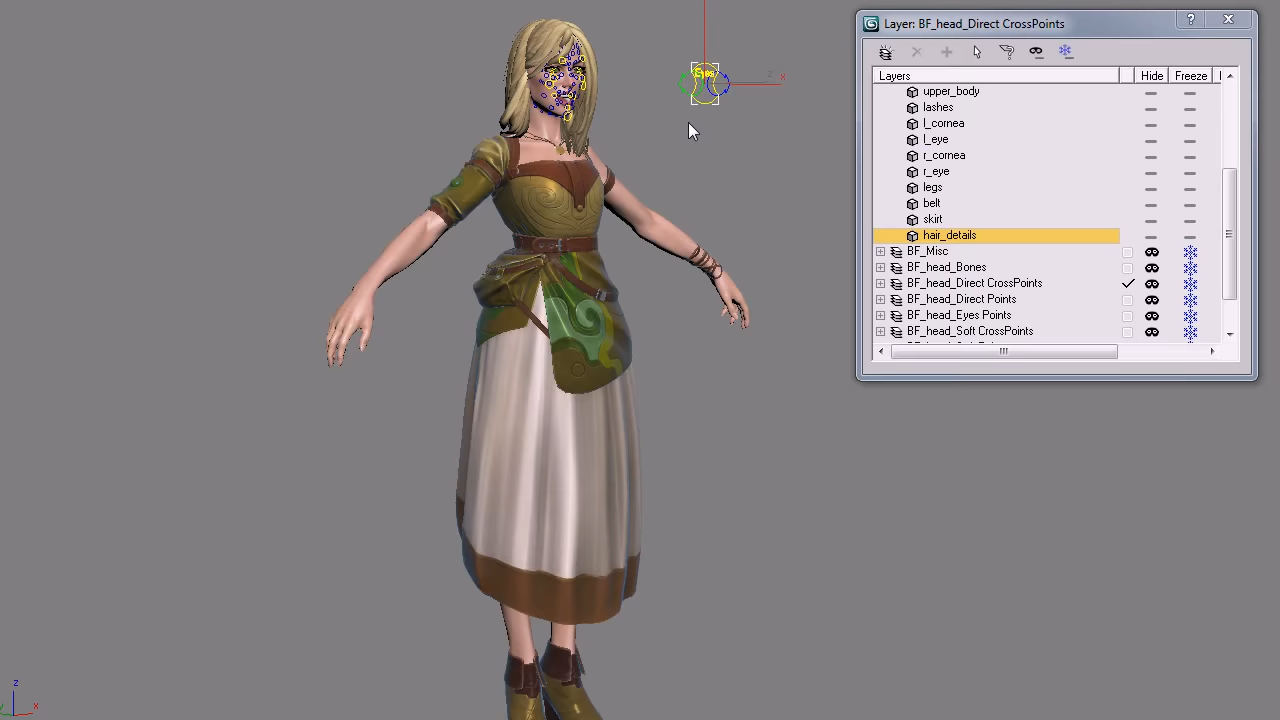 Layer: BF_head_Direct CrossPoints
?
Layers Hide Freeze
upper_body
lashes
l_cornea
l_eye
r_cornea
r_eye
legs
belt
skirt
hair_details
BF_Misc
BF_head_Bones
BF_head_Direct CrossPoints
BF_head_Direct Points
BF_head_Eyes Points
BF_head_Soft CrossPoints
Eyes
z
x
z
y
x